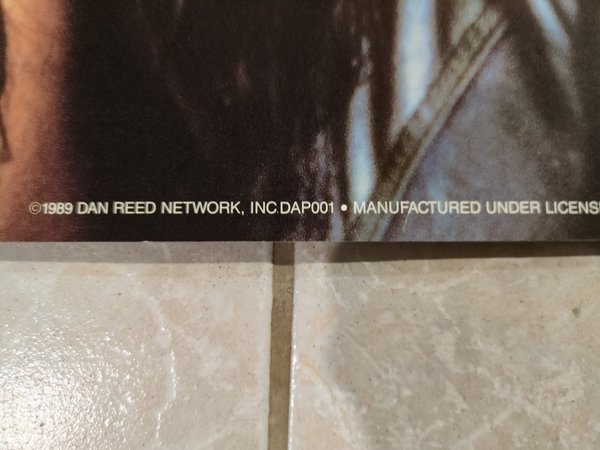 ©1989 DAN REED NETWORK, INC.DAP001 • MANUFACTURED UNDER LICENS